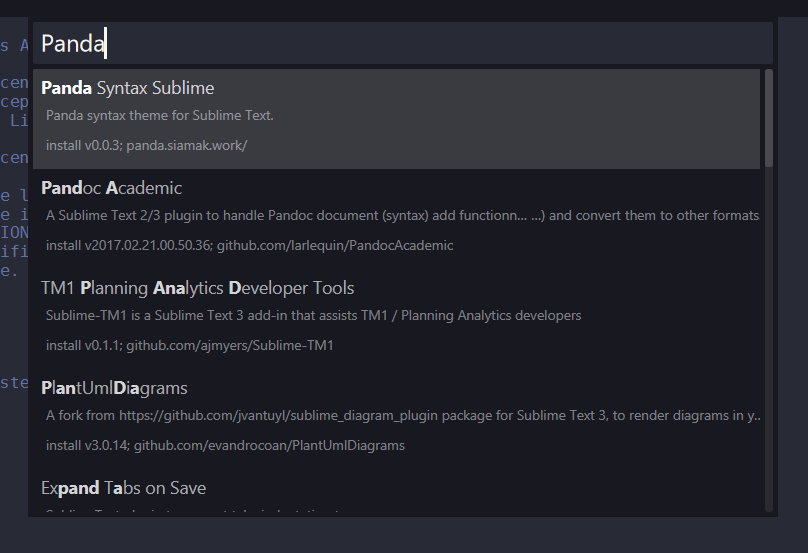 Panda
Panda Syntax Sublime
Panda syntax theme for Sublime Text.
install v0.0.3; panda.siamak.work/
Pandoc Academic
A Sublime Text 2/3 plugin to handle Pandoc document (syntax) add functionn... ...) and convert them to other formats
install v2017.02.21.00.50.36; github.com/larlequin/PandocAcademic
TM1 Planning Analytics Developer Tools
Sublime-TM1 is a Sublime Text 3 add-in that assists TM1 / Planning Analytics developers
install v0.1.1; github.com/ajmyers/Sublime-TM1
PlantUmlDiagrams
A fork from https://github.com/jvantuyl/sublime_diagram_plugin package for Sublime Text 3, to render diagrams in y..
install v3.0.14; github.com/evandrocoan/PlantUmlDiagrams
Expand Tabs on Save
s A
cen
cep
Li
cen
e l
e i
ION
ifi
e.
ste